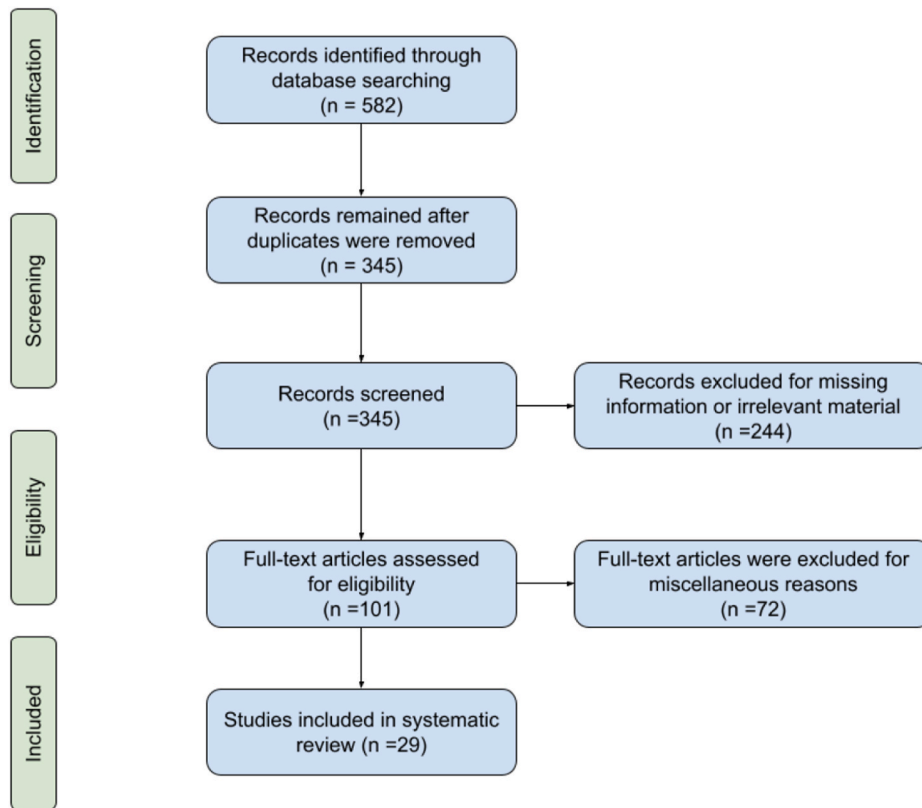 Identification
Records identified through
database searching
(n = 582)
Screening
Records remained after
duplicates were removed
(n = 345)
Records screened
(n =345)
Records excluded for missing
information or irrelevant material
(n =244)
Eligibility
Full-text articles assessed
for eligibility
(n =101)
Full-text articles were excluded for
miscellaneous reasons
(n =72)
Included
Studies included in systematic
review (n =29)